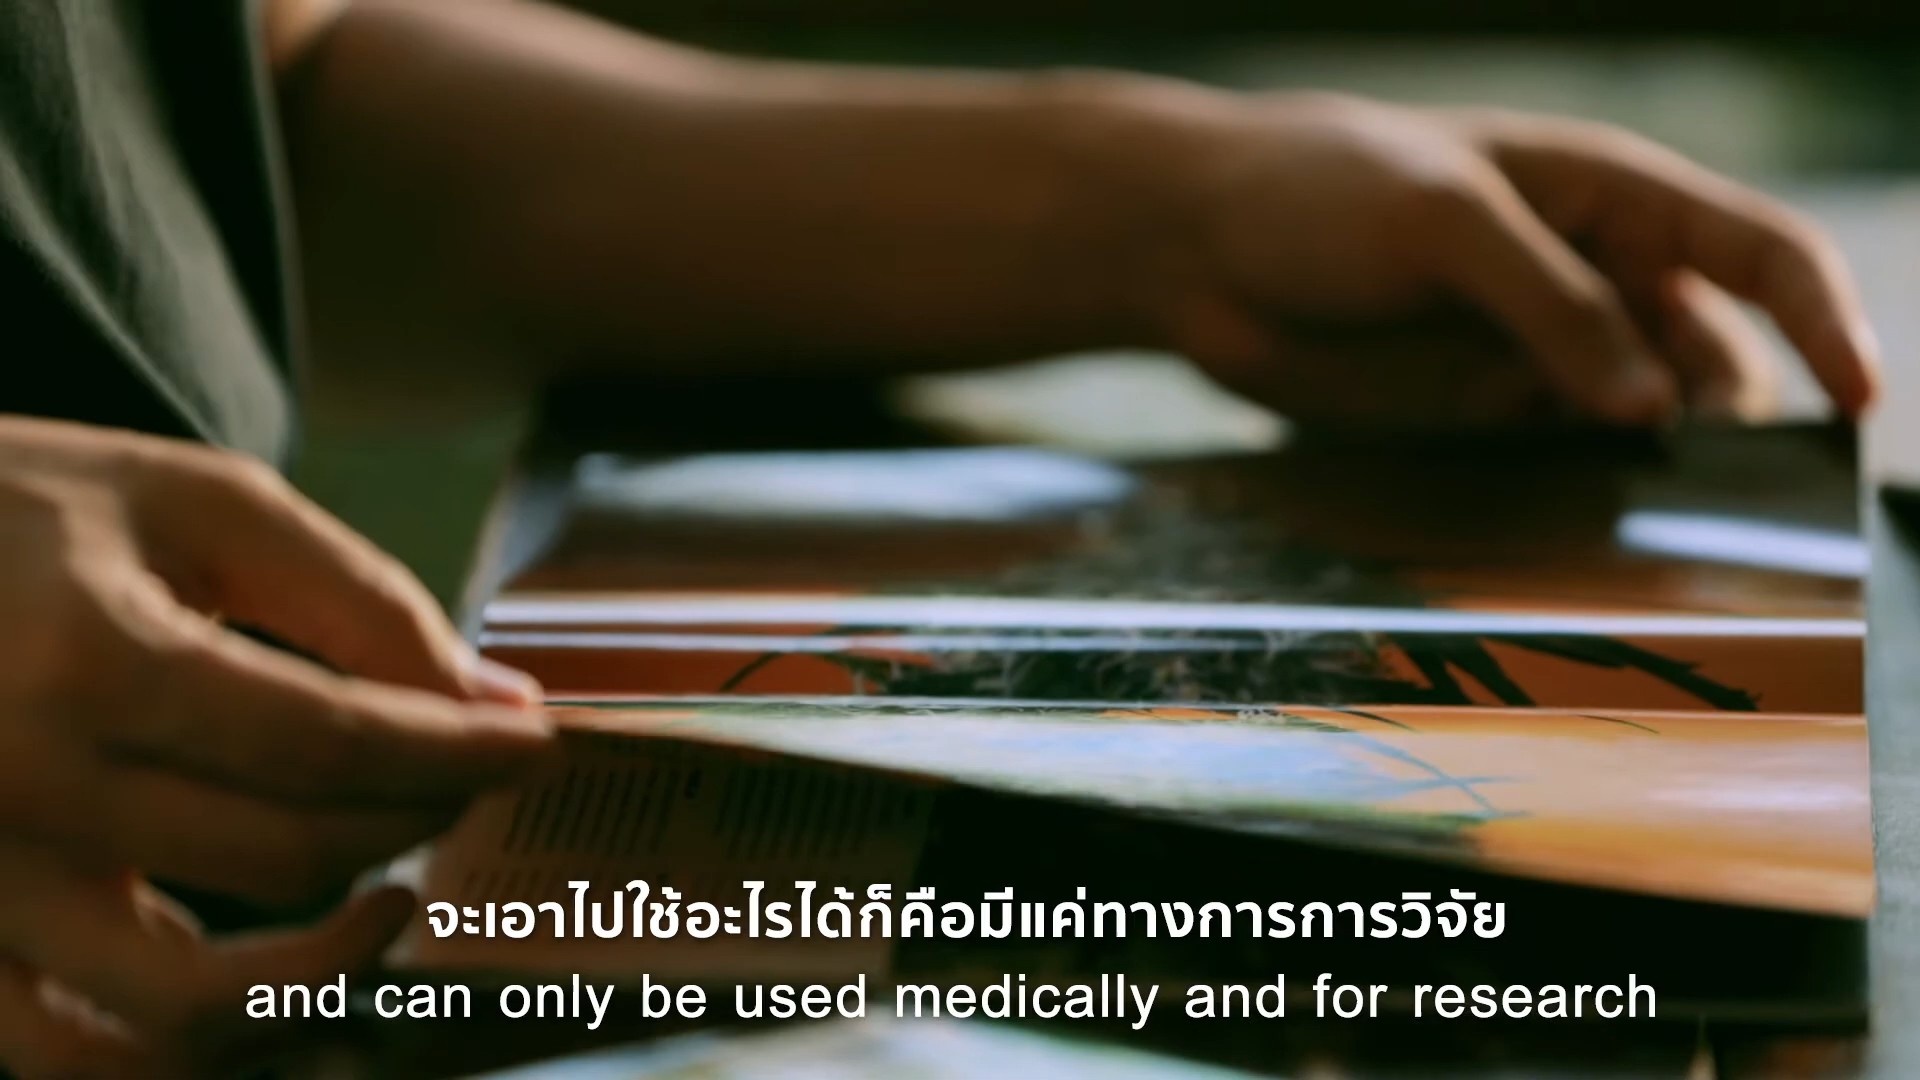 จะเอาไปใช้อะไรได้ก็คือมีแค่ทางการการวิจัย
and can only be used medically and for research